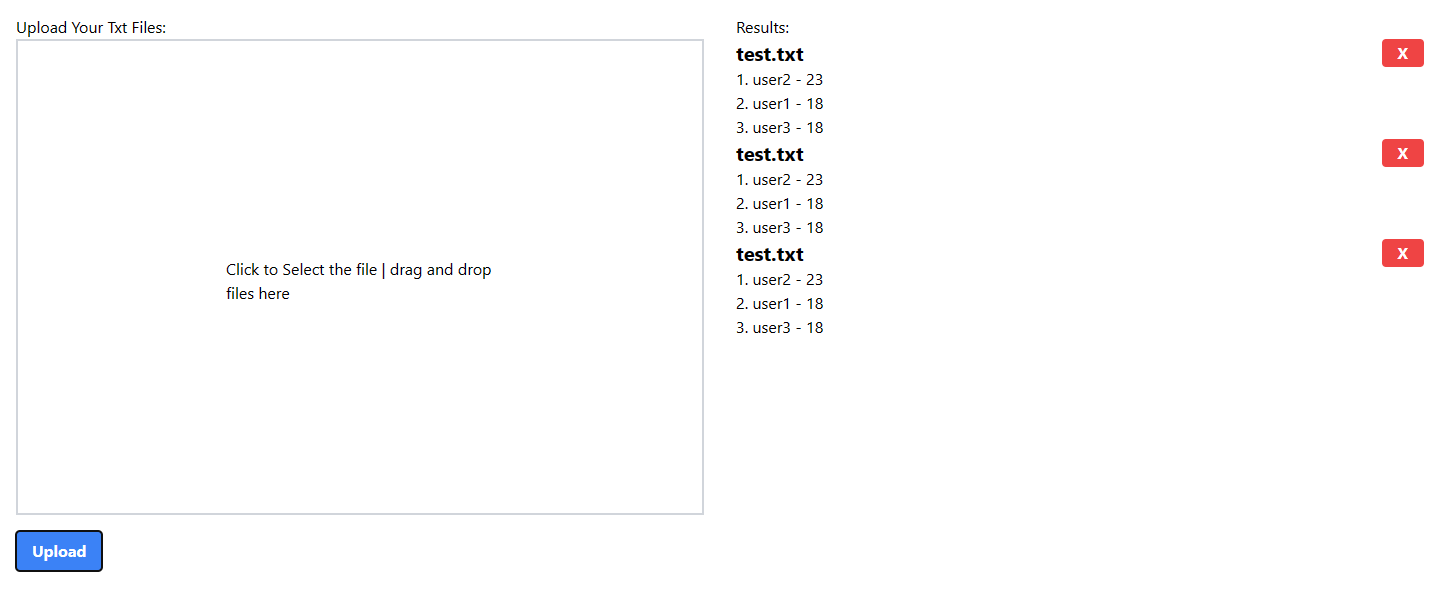 Upload Your Txt Files:
Click to Select the file | drag and drop
files here
Upload
Results:
test.txt X
1. user2 - 23
2. user1 - 18
3. user3 - 18
test.txt X
1. user2 - 23
2. user1 - 18
3. user3 - 18
test.txt X
1. user2 - 23
2. user1 - 18
3. user3 - 18